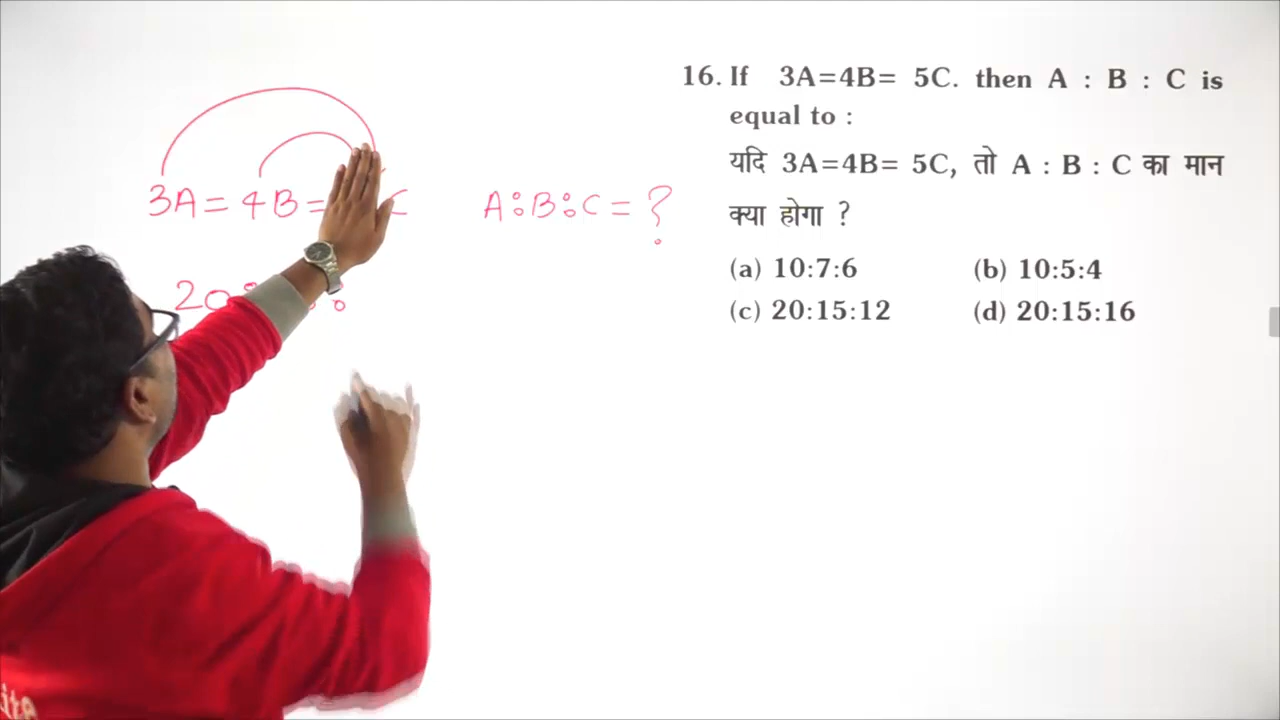 3A = 4B = C
A : B : C = ?
20 :
16. If 3A=4B= 5C. then A : B : C is
equal to :
यदि 3A=4B= 5C, तो A : B : C का मान
क्या होगा ?
(a) 10:7:6 (b) 10:5:4
(c) 20:15:12 (d) 20:15:16